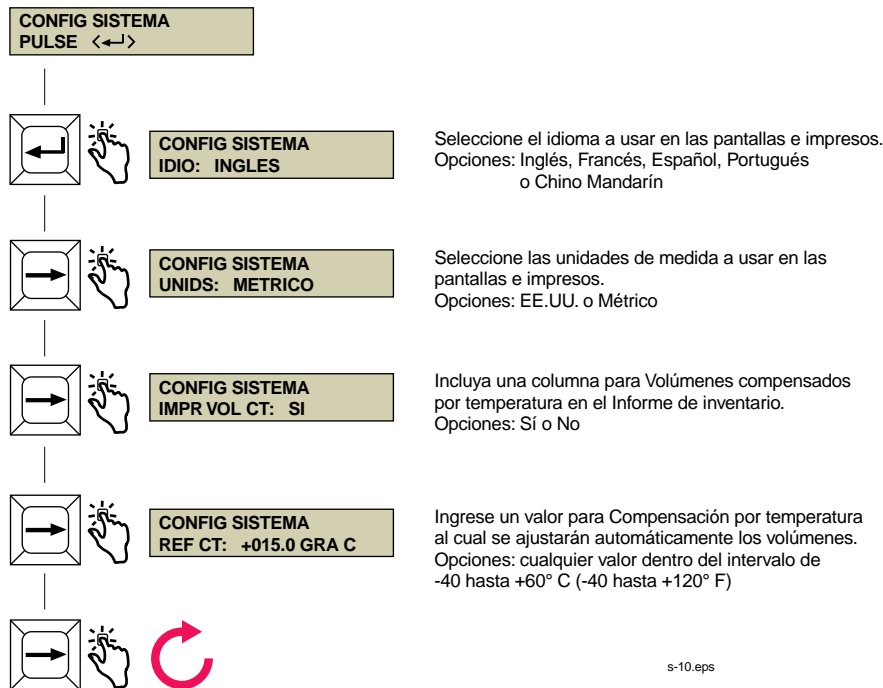 CONFIG SISTEMA
PULSE <↵>
CONFIG SISTEMA
IDIO: INGLES
Seleccione el idioma a usar en las pantallas e impresos.
Opciones: Inglés, Francés, Español, Portugués
o Chino Mandarín
CONFIG SISTEMA
UNIDS: METRICO
Seleccione las unidades de medida a usar en las
pantallas e impresos.
Opciones: EE.UU. o Métrico
CONFIG SISTEMA
IMPR VOL CT: SI
Incluya una columna para Volúmenes compensados
por temperatura en el Informe de inventario.
Opciones: Sí o No
CONFIG SISTEMA
REF CT: +015.0 GRA C
Ingrese un valor para Compensación por temperatura
al cual se ajustarán automáticamente los volúmenes.
Opciones: cualquier valor dentro del intervalo de
-40 hasta +60° C (-40 hasta +120° F)
s-10.eps